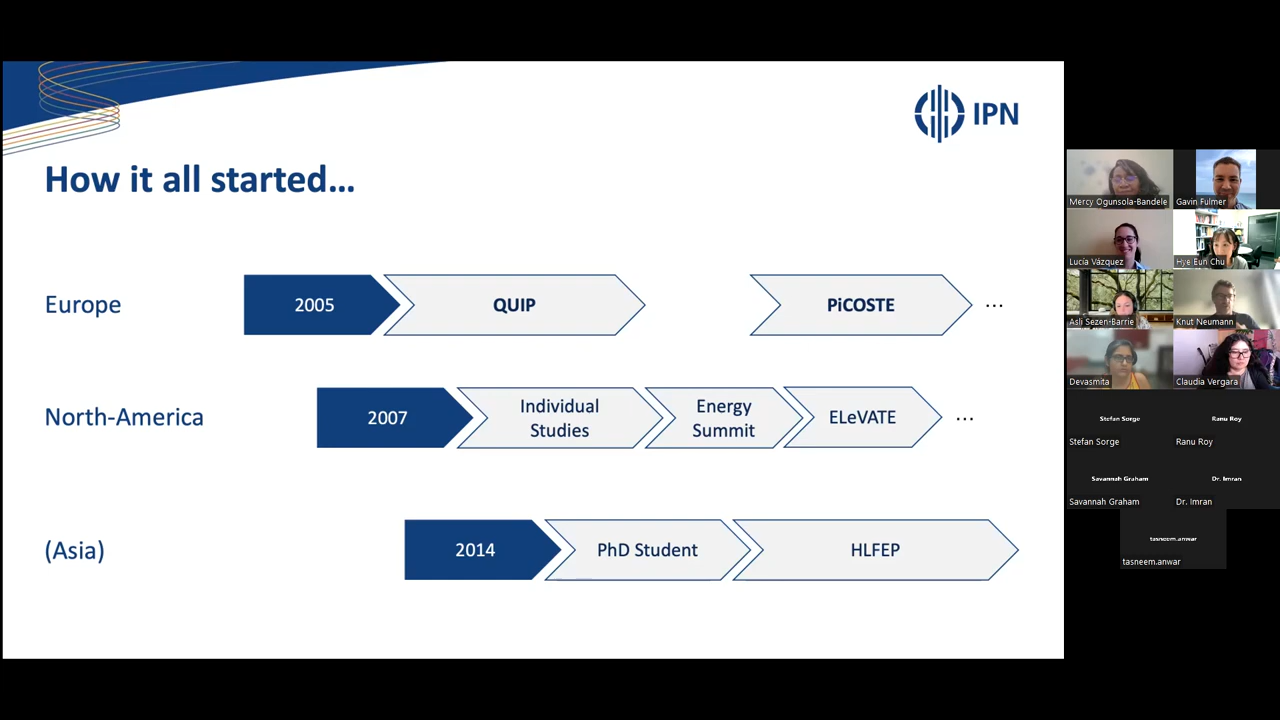 IPN
How it all started...
Europe
2005
QUIP
PiCOSTE
...
North-America
2007
Individual
Studies
Energy
Summit
ELeVATE
...
(Asia)
2014
PhD Student
HLFEP
Mercy Ogunsola-Bandele
Gavin Fulmer
Lucía Vázquez
Hye Eun Chu
Asli Sezen-Barrie
Knut Neumann
Devasmita
Claudia Vergara
Stefan Sorge
Stefan Sorge
Ranu Roy
Ranu Roy
Savannah Graham
Savannah Graham
Dr. Imran
Dr. Imran
tasneem.anwar
tasneem.anwar